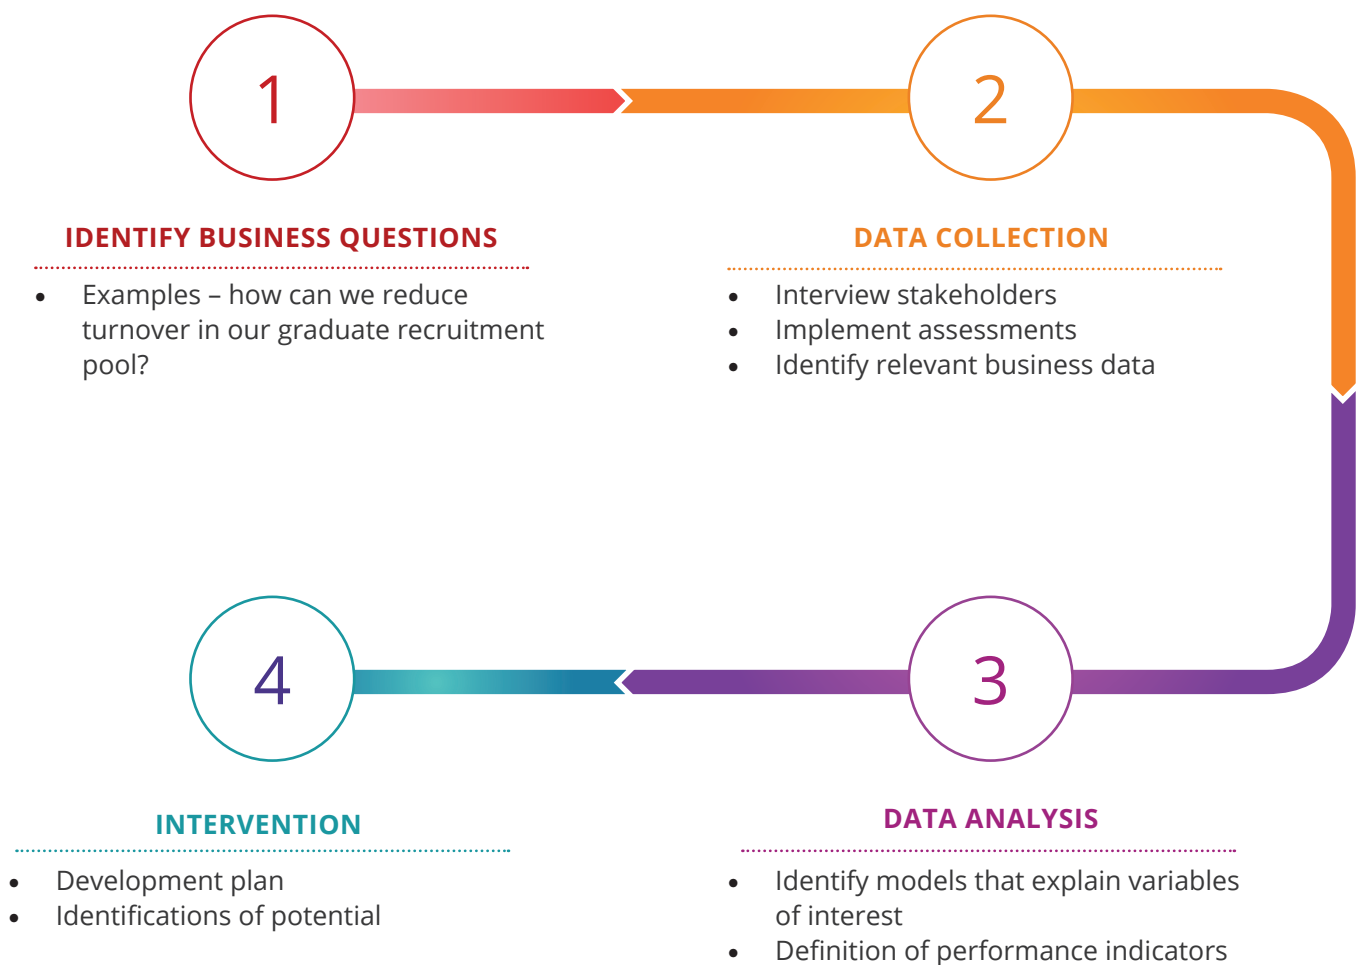 1
2
IDENTIFY BUSINESS QUESTIONS
• Examples – how can we reduce
turnover in our graduate recruitment
pool?
DATA COLLECTION
• Interview stakeholders
• Implement assessments
• Identify relevant business data
4
3
INTERVENTION
• Development plan
• Identifications of potential
DATA ANALYSIS
• Identify models that explain variables
of interest
• Definition of performance indicators